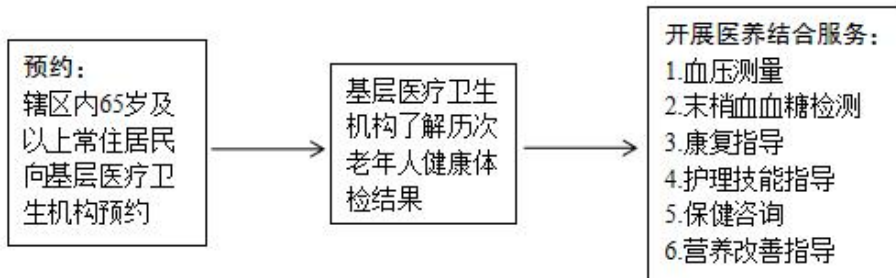 预约：
辖区内65岁及
以上常住居民
向基层医疗卫
生机构预约
基层医疗卫生
机构了解历次
老年人健康体
检结果
开展医养结合服务：
1.血压测量
2.末梢血血糖检测
3.康复指导
4.护理技能指导
5.保健咨询
6.营养改善指导